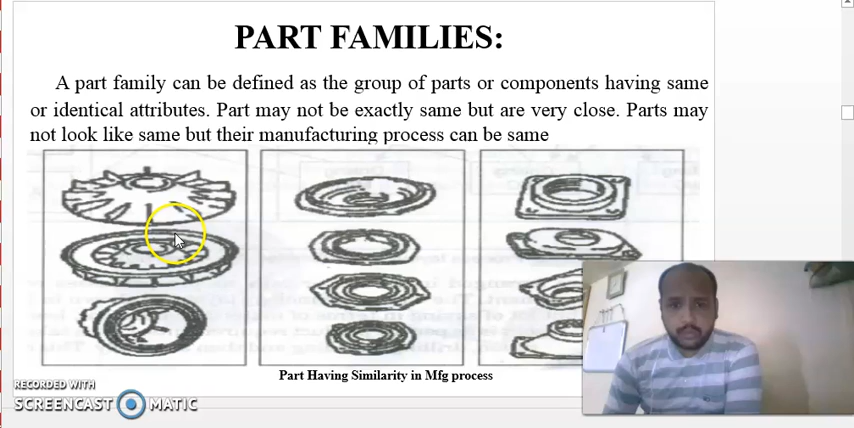 PART FAMILIES:
A part family can be defined as the group of parts or components having same
or identical attributes. Part may not be exactly same but are very close. Parts may
not look like same but their manufacturing process can be same
Part Having Similarity in Mfg process
RECORDED WITH
SCREENCAST MATIC